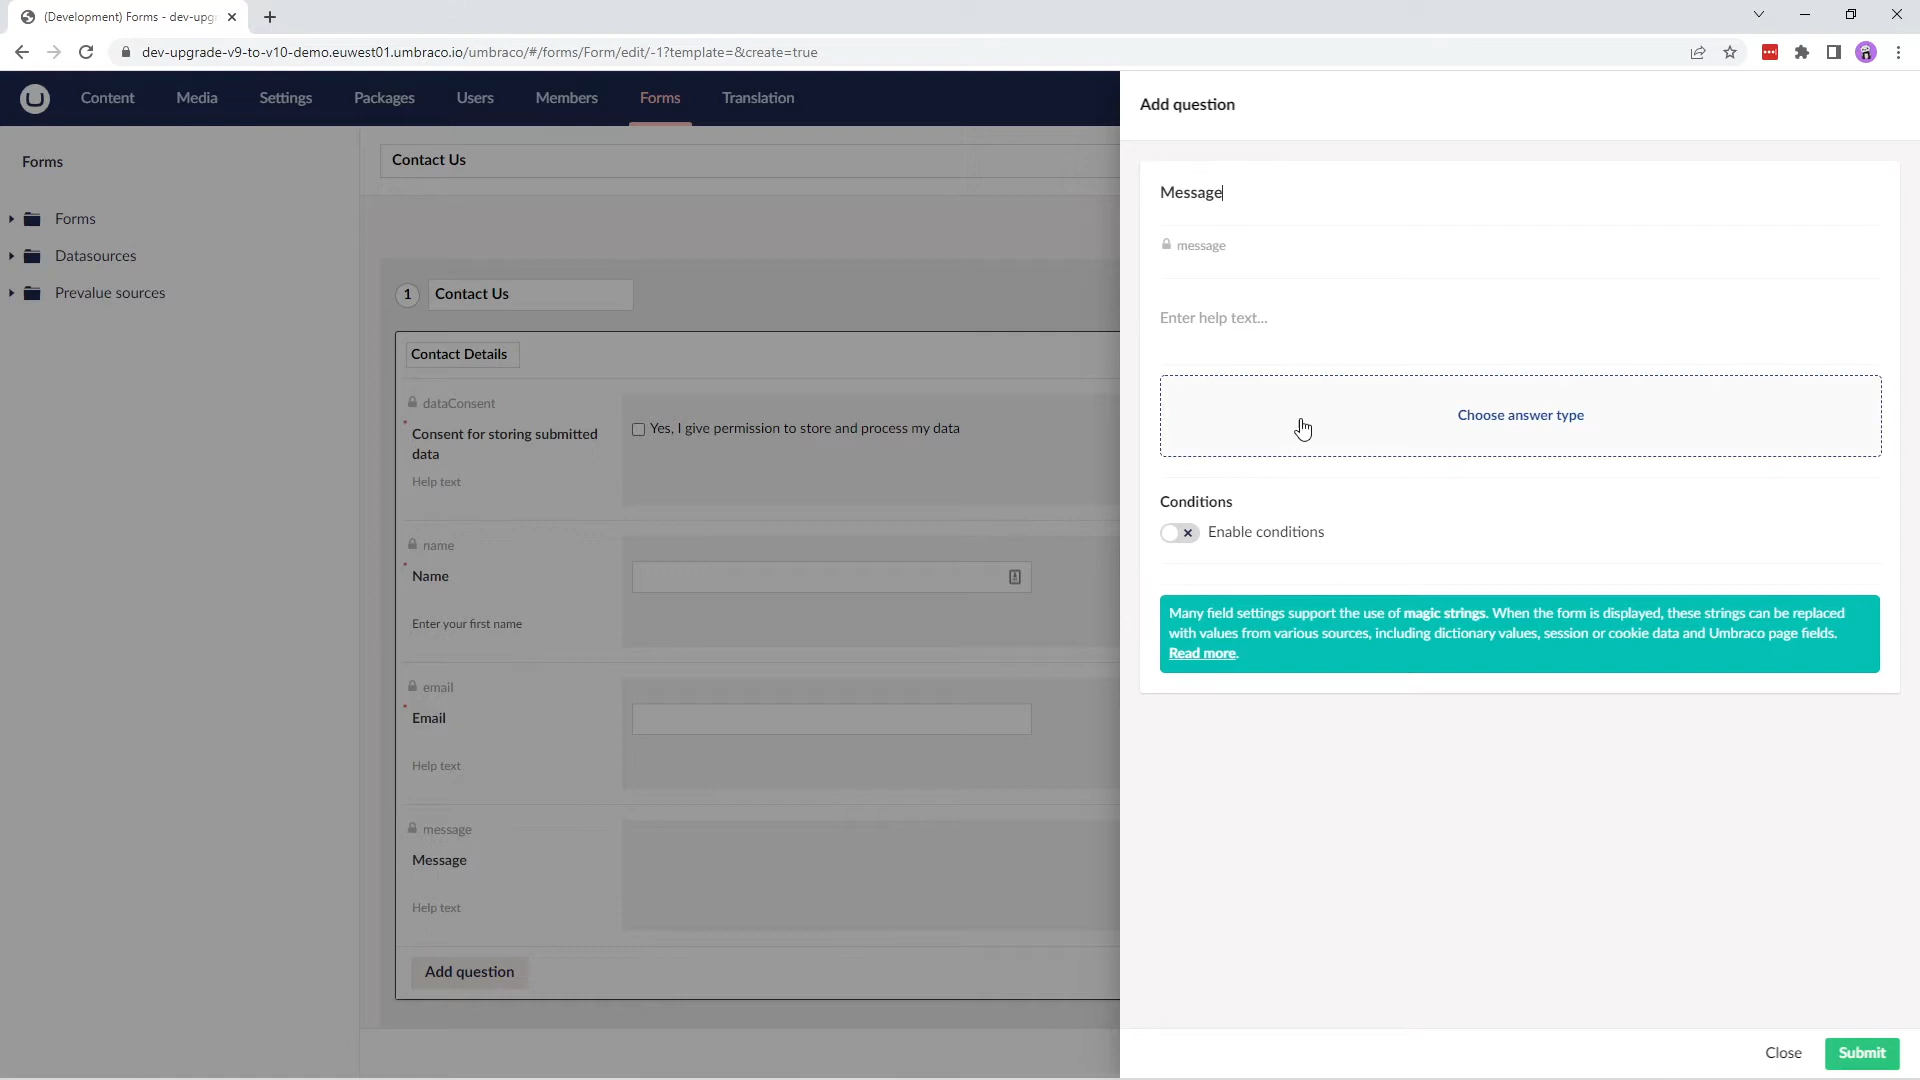 (Development) Forms - dev-upg
dev-upgrade-v9-to-v10-demo.euwest01.umbraco.io/umbraco/#/forms/Form/edit/-1?template=&create=true
Content
Media
Settings
Packages
Users
Members
Forms
Translation
Forms
Forms
Datasources
Prevalue sources
Contact Us
1
Contact Us
Contact Details
dataConsent
Consent for storing submitted
data
Help text
Yes, I give permission to store and process my data
name
Name
Enter your first name
email
Email
Help text
message
Message
Help text
Add question
Add question
Message
message
Enter help text...
Choose answer type
Conditions
Enable conditions
Many field settings support the use of magic strings. When the form is displayed, these strings can be replaced
with values from various sources, including dictionary values, session or cookie data and Umbraco page fields.
Read more.
Close
Submit